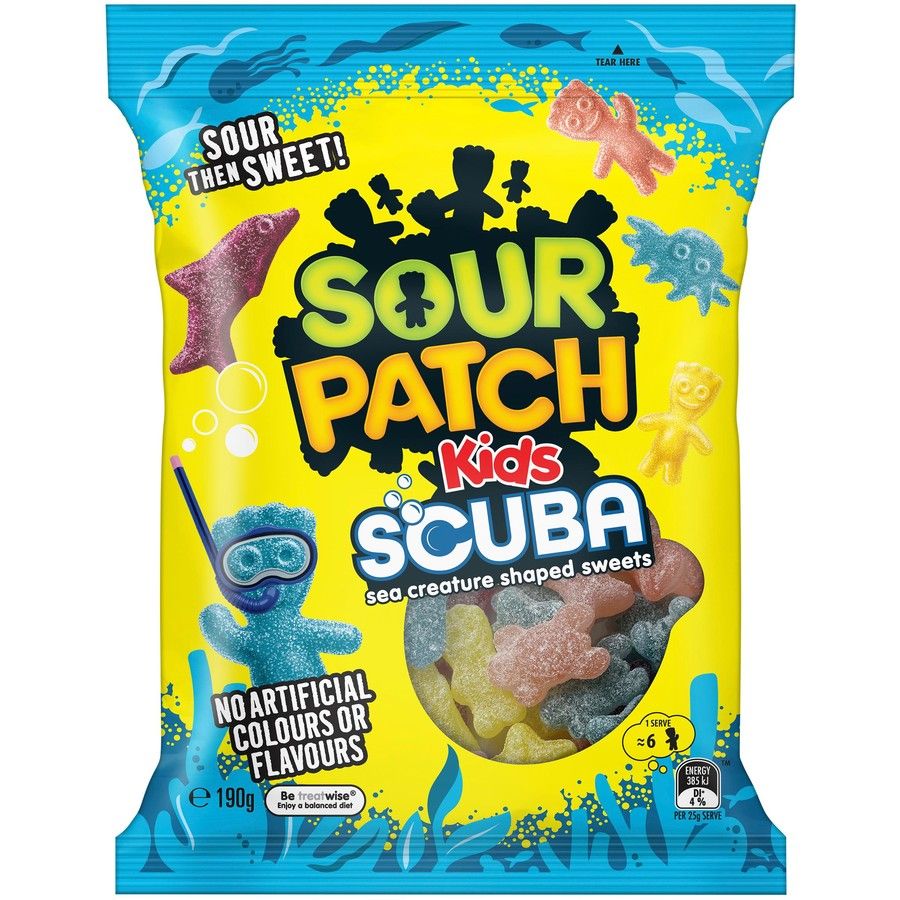 TEAR HERE
SOUR
THEN SWEET!
SOUR
PATCH
Kids
SCUBA
sea creature shaped sweets
NO ARTIFICIAL
COLOURS OR
FLAVOURS
1 SERVE
≈6
℮ 190g
Be treatwise®
Enjoy a balanced diet
ENERGY
385 kJ
DI*
4%
™
PER 25g SERVE